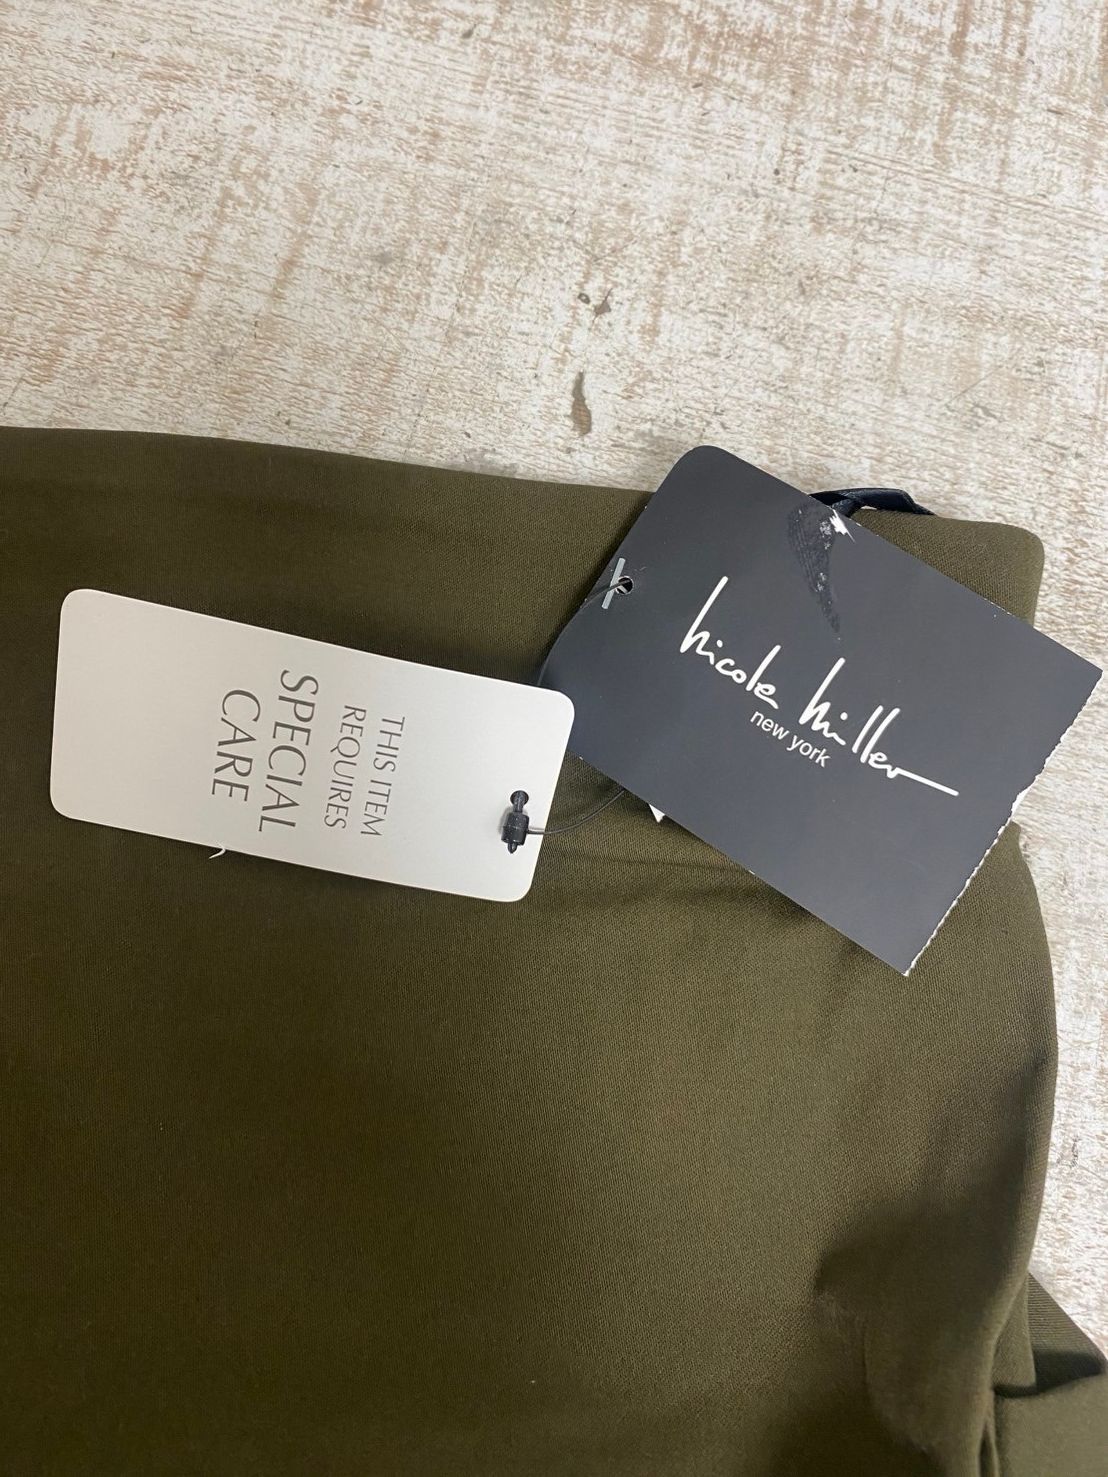 THIS ITEM
REQUIRES
SPECIAL
CARE
nicole miller
new york